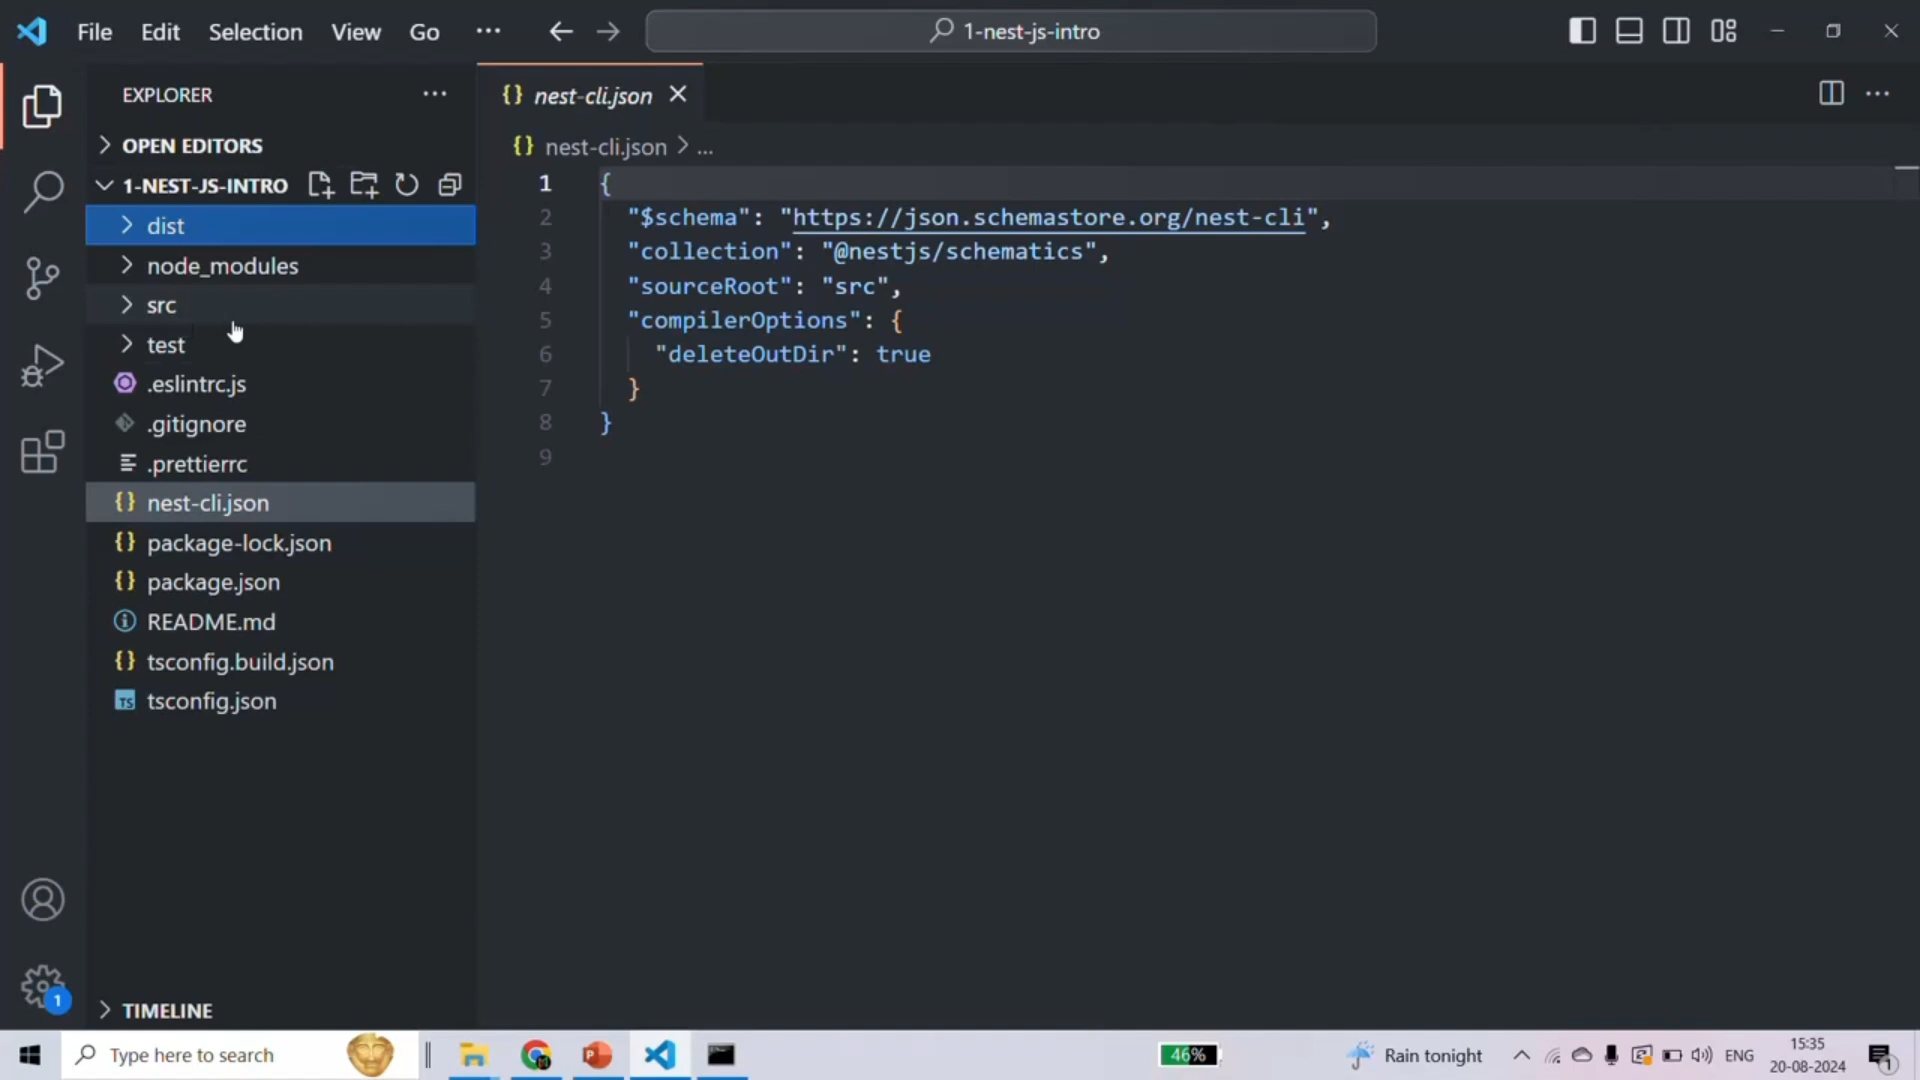 File Edit Selection View Go ··· 1-nest-js-intro
EXPLORER ···
nest-cli.json
OPEN EDITORS
nest-cli.json > ...
1-NEST-JS-INTRO
dist
node_modules
src
test
.eslintrc.js
.gitignore
.prettierrc
nest-cli.json
package-lock.json
package.json
README.md
tsconfig.build.json
TS tsconfig.json
1 {
2 "$schema": "https://json.schemastore.org/nest-cli",
3 "collection": "@nestjs/schematics",
4 "sourceRoot": "src",
5 "compilerOptions": {
6 "deleteOutDir": true
7 }
8 }
9
1
TIMELINE
Type here to search
46%
Rain tonight
ENG
15:35
20-08-2024
1